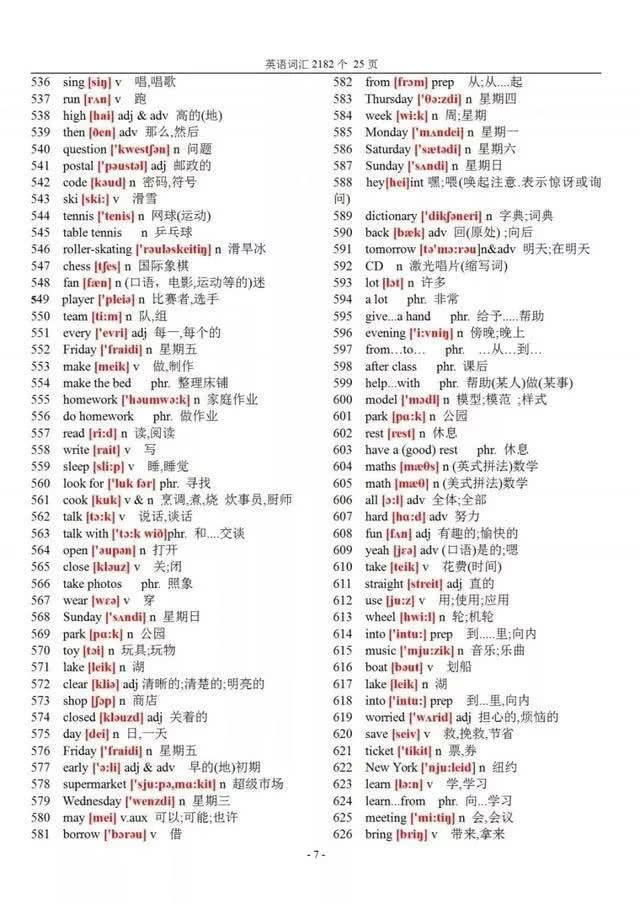 英语词汇 2182 个 25 页
536 sing [siŋ] v 唱,唱歌
537 run [rʌn] v 跑
538 high [hai] adj & adv 高的(地)
539 then [ðen] adv 那么,然后
540 question ['kwestʃən] n 问题
541 postal ['pəustəl] adj 邮政的
542 code [kəud] n 密码,符号
543 ski [ski:] v 滑雪
544 tennis ['tenis] n 网球(运动)
545 table tennis n 乒乓球
546 roller-skating ['rəuləskeitiŋ] n 滑旱冰
547 chess [tʃes] n 国际象棋
548 fan [fæn] n (口语，电影,运动等的)迷
549 player ['pleiə] n 比赛者,选手
550 team [ti:m] n 队,组
551 every ['evri] adj 每一,每个的
552 Friday ['fraidi] n 星期五
553 make [meik] v 做,制作
554 make the bed phr. 整理床铺
555 homework ['həumwə:k] n 家庭作业
556 do homework phr. 做作业
557 read [ri:d] n 读,阅读
558 write [rait] v 写
559 sleep [sli:p] v 睡,睡觉
560 look for ['luk fər] phr. 寻找
561 cook [kuk] v & n 烹调,煮,烧 炊事员,厨师
562 talk [tə:k] v 说话,谈话
563 talk with ['tə:k wið]phr. 和....交谈
564 open ['əupən] n 打开
565 close [kləuz] v 关;闭
566 take photos phr. 照象
567 wear [wɛə] v 穿
568 Sunday ['sʌndi] n 星期日
569 park [pɑ:k] n 公园
570 toy [təi] n 玩具;玩物
571 lake [leik] n 湖
572 clear [kliə] adj 清晰的;清楚的;明亮的
573 shop [ʃəp] n 商店
574 closed [kləuzd] adj 关着的
575 day [dei] n 日,一天
576 Friday ['fraidi] n 星期五
577 early ['ə:li] adj & adv 早的(地)初期
578 supermarket ['sju:pə,mɑ:kit] n 超级市场
579 Wednesday ['wenzdi] n 星期三
580 may [mei] v.aux 可以;可能;也许
581 borrow ['bɔrəu] v 借
582 from [frɔm] prep 从;从....起
583 Thursday ['θə:zdi] n 星期四
584 week [wi:k] n 周;星期
585 Monday ['mʌndei] n 星期一
586 Saturday ['sætədi] n 星期六
587 Sunday ['sʌndi] n 星期日
588 hey[hei]int 嘿;喂(唤起注意.表示惊讶或询
问)
589 dictionary ['dikʃəneri] n 字典;词典
590 back [bæk] adv 回(原处) ;向后
591 tomorrow [tə'mɔ:rəu]n&adv 明天;在明天
592 CD n 激光唱片(缩写词)
593 lot [lət] n 许多
594 a lot phr. 非常
595 give...a hand phr. 给予.....帮助
596 evening ['i:vniŋ] n 傍晚;晚上
597 from…to… phr. …从…到…
598 after class phr. 课后
599 help...with phr. 帮助(某人)做(某事)
600 model ['mɔdl] n 模型;模范 ;样式
601 park [pɑ:k] n 公园
602 rest [rest] n 休息
603 have a (good) rest phr. 休息
604 maths [mæθs] n (英式拼法)数学
605 math [mæθ] n (美式拼法)数学
606 all [ɔ:l] adv 全体;全部
607 hard [hɑ:d] adv 努力
608 fun [fʌn] adj 有趣的;愉快的
609 yeah [jɛə] adv (口语)是的;嗯
610 take [teik] v 花费(时间)
611 straight [streit] adj 直的
612 use [ju:z] v 用;使用;应用
613 wheel [hwi:l] n 轮;机轮
614 into ['intu:] prep 到.....里;向内
615 music ['mju:zik] n 音乐;乐曲
616 boat [bəut] v 划船
617 lake [leik] n 湖
618 into ['intu:] prep 到...里,向内
619 worried ['wʌrid] adj 担心的,烦恼的
620 save [seiv] v 救,挽救,节省
621 ticket ['tikit] n 票,券
622 New York ['nju:leid] n 纽约
623 learn [lə:n] v 学,学习
624 learn...from phr. 向...学习
625 meeting ['mi:tiŋ] n 会,会议
626 bring [briŋ] v 带来,拿来
- 7 -